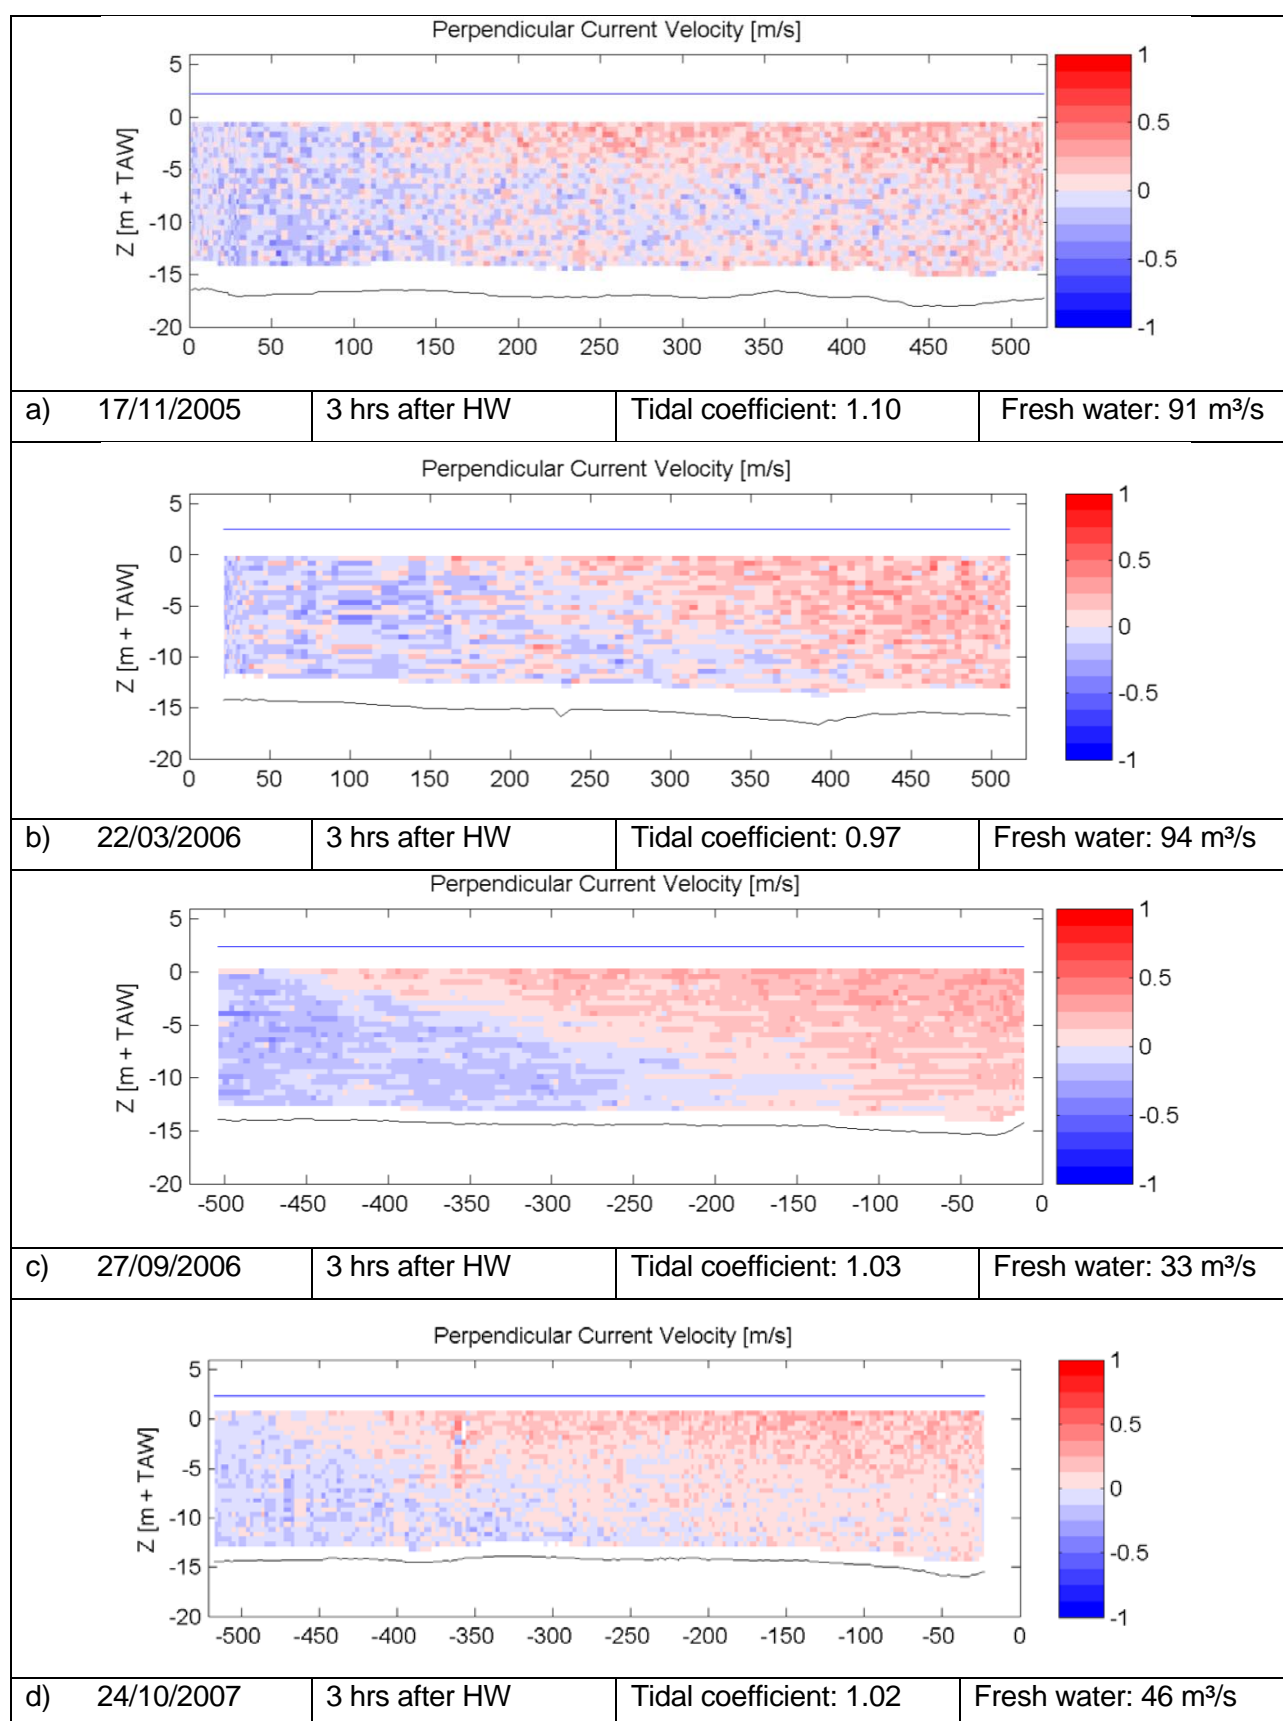 Perpendicular Current Velocity [m/s]
5
0
-5
-10
-15
-20
Z [m + TAW]
0 50 100 150 200 250 300 350 400 450 500
1
0.5
0
-0.5
-1
a) 17/11/2005 3 hrs after HW Tidal coefficient: 1.10 Fresh water: 91 m³/s
Perpendicular Current Velocity [m/s]
5
0
-5
-10
-15
-20
Z [m + TAW]
0 50 100 150 200 250 300 350 400 450 500
1
0.5
0
-0.5
-1
b) 22/03/2006 3 hrs after HW Tidal coefficient: 0.97 Fresh water: 94 m³/s
Perpendicular Current Velocity [m/s]
5
0
-5
-10
-15
-20
Z [m + TAW]
-500 -450 -400 -350 -300 -250 -200 -150 -100 -50 0
1
0.5
0
-0.5
-1
c) 27/09/2006 3 hrs after HW Tidal coefficient: 1.03 Fresh water: 33 m³/s
Perpendicular Current Velocity [m/s]
5
0
-5
-10
-15
-20
Z [m + TAW]
-500 -450 -400 -350 -300 -250 -200 -150 -100 -50 0
1
0.5
0
-0.5
-1
d) 24/10/2007 3 hrs after HW Tidal coefficient: 1.02 Fresh water: 46 m³/s